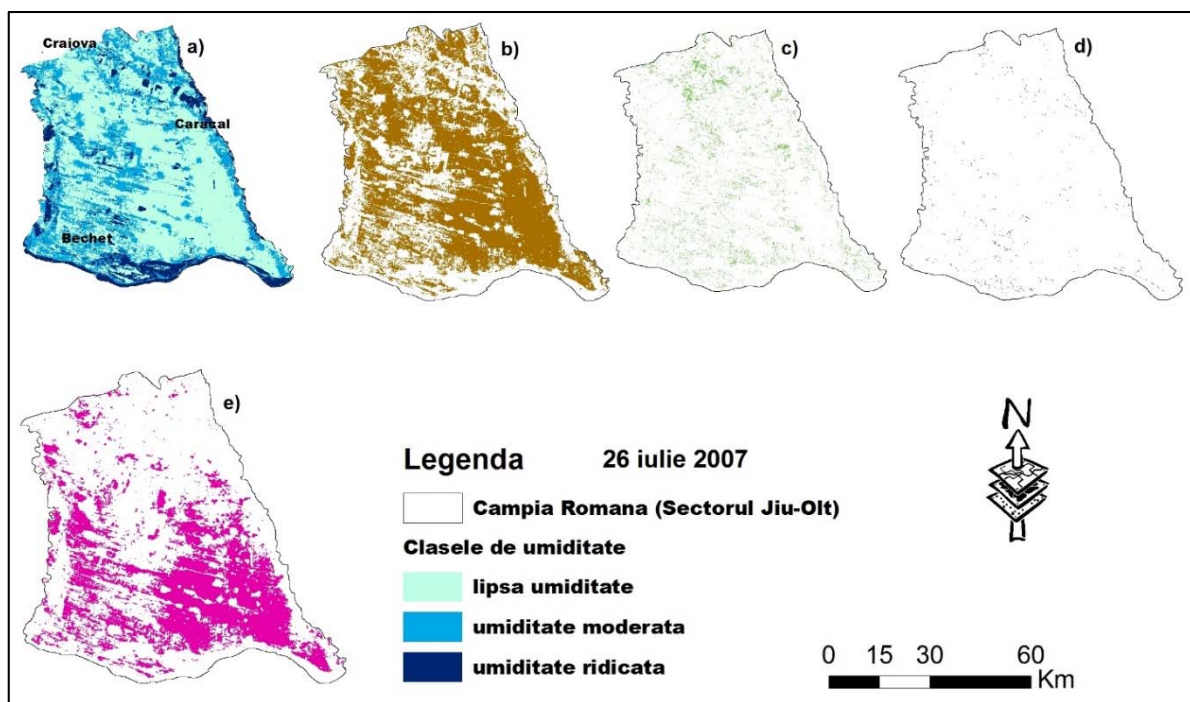 Craiova
a)
b)
c)
d)
Caracal
Bechet
e)
N
Legenda 26 iulie 2007
Campia Romana (Sectorul Jiu-Olt)
Clasele de umiditate
lipsa umiditate
umiditate moderata
umiditate ridicata
0 15 30 60
Km